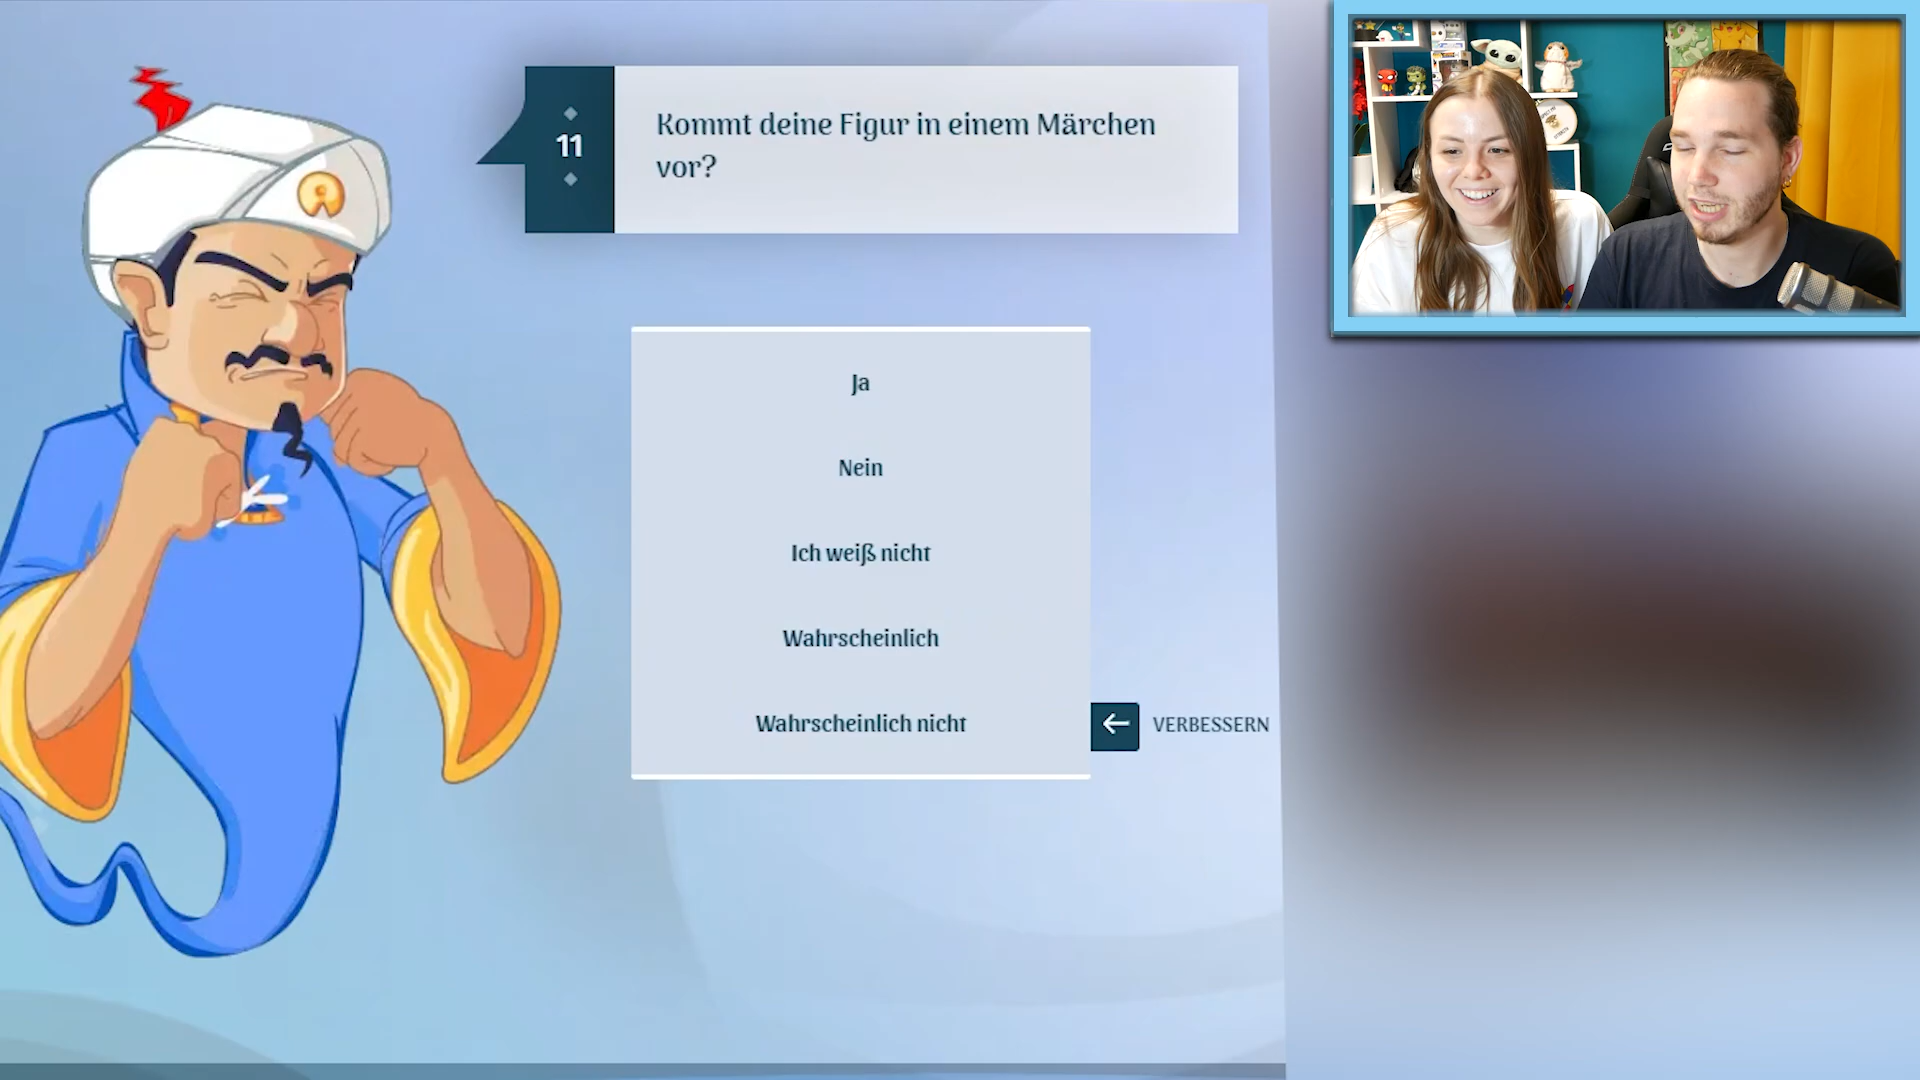 11
Kommt deine Figur in einem Märchen
vor?
Ja
Nein
Ich weiß nicht
Wahrscheinlich
Wahrscheinlich nicht
VERBESSERN